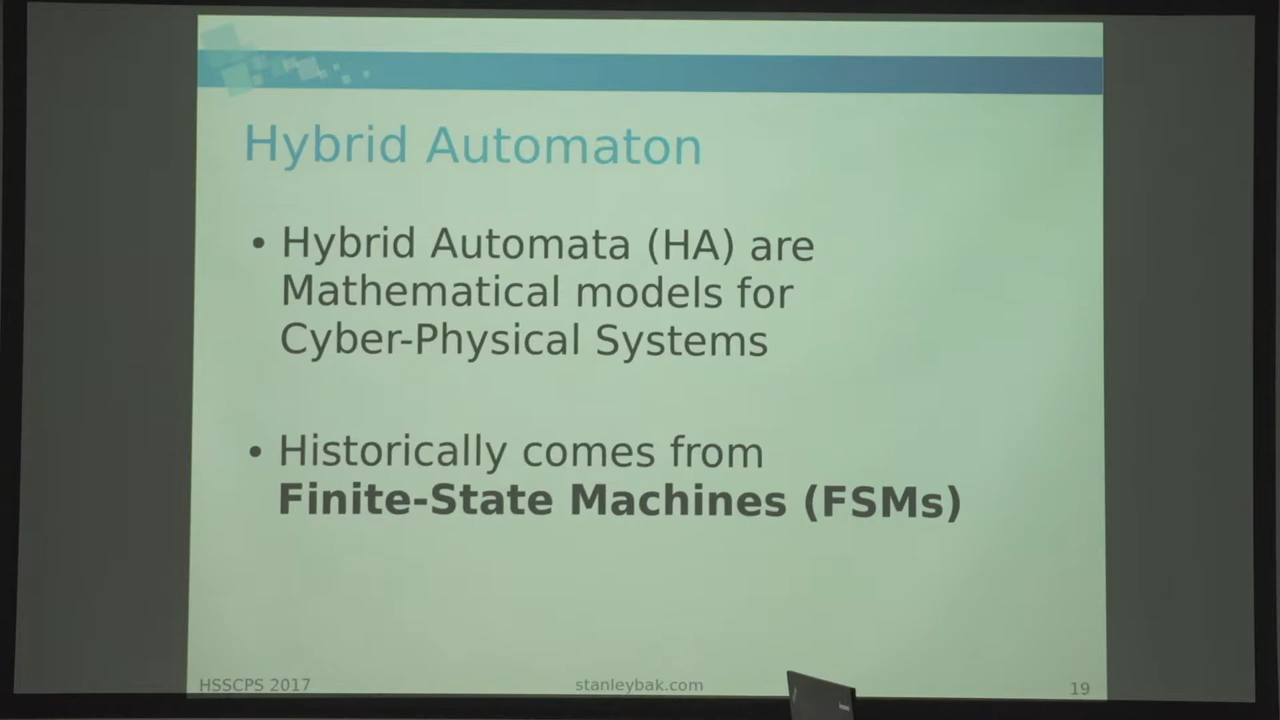 Hybrid Automaton
• Hybrid Automata (HA) are
Mathematical models for
Cyber-Physical Systems
• Historically comes from
Finite-State Machines (FSMs)
HSSCPS 2017
stanleybak.com
19